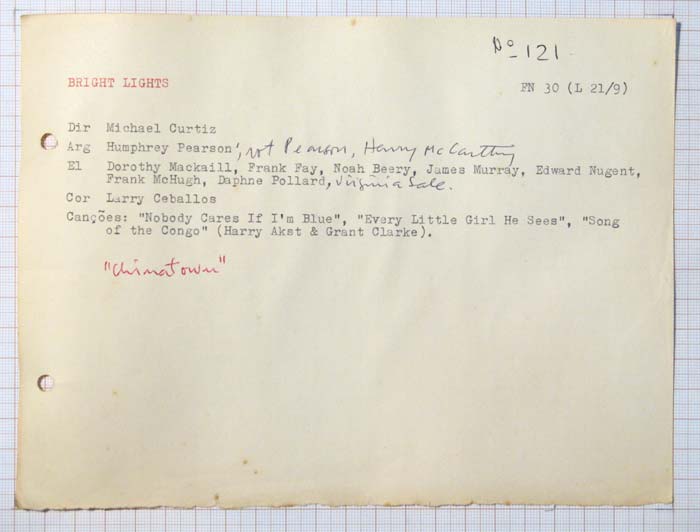 Nº 121
BRIGHT LIGHTS
FN 30 (L 21/9)
Dir Michael Curtiz
Arg Humphrey Pearson, not Pearson, Henry McCarthy
El Dorothy Mackaill, Frank Fay, Noah Beery, James Murray, Edward Nugent,
Frank McHugh, Daphne Pollard, Virginia Sale.
Cor Larry Ceballos
Canções: "Nobody Cares If I'm Blue", "Every Little Girl He Sees", "Song
of the Congo" (Harry Akst & Grant Clarke).
"Chinatown"